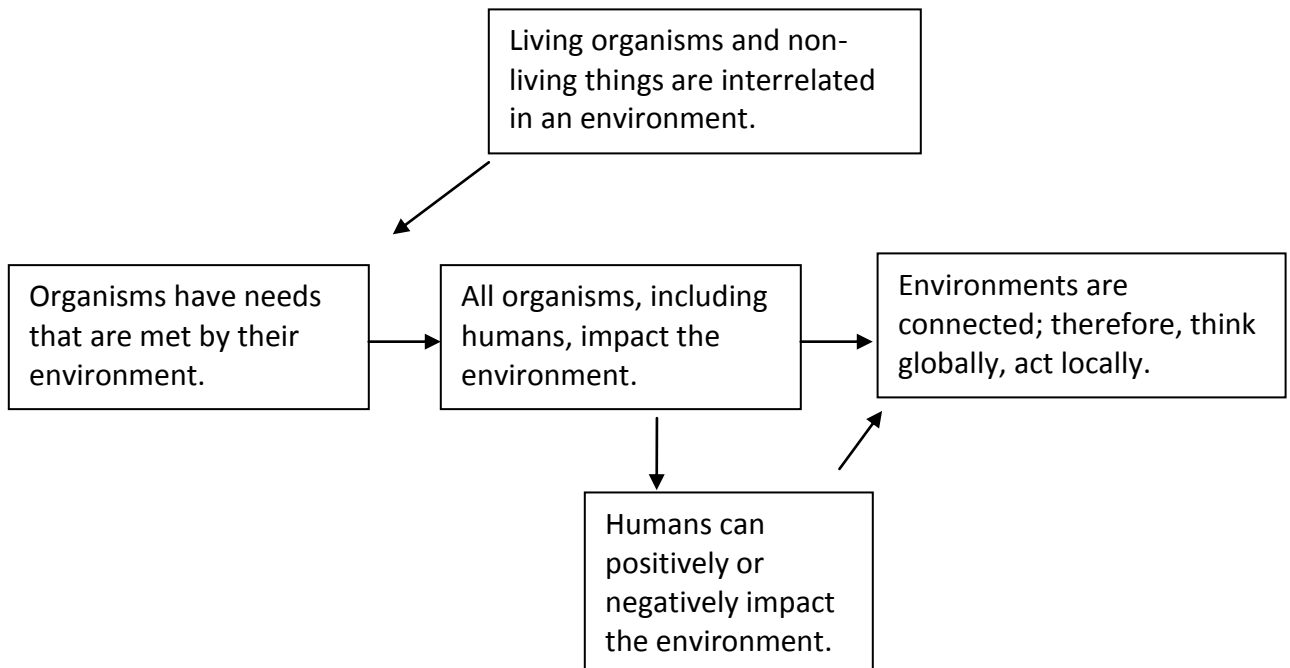 Living organisms and non-
living things are interrelated
in an environment.
Organisms have needs
that are met by their
environment.
All organisms, including
humans, impact the
environment.
Environments are
connected; therefore, think
globally, act locally.
Humans can
positively or
negatively impact
the environment.